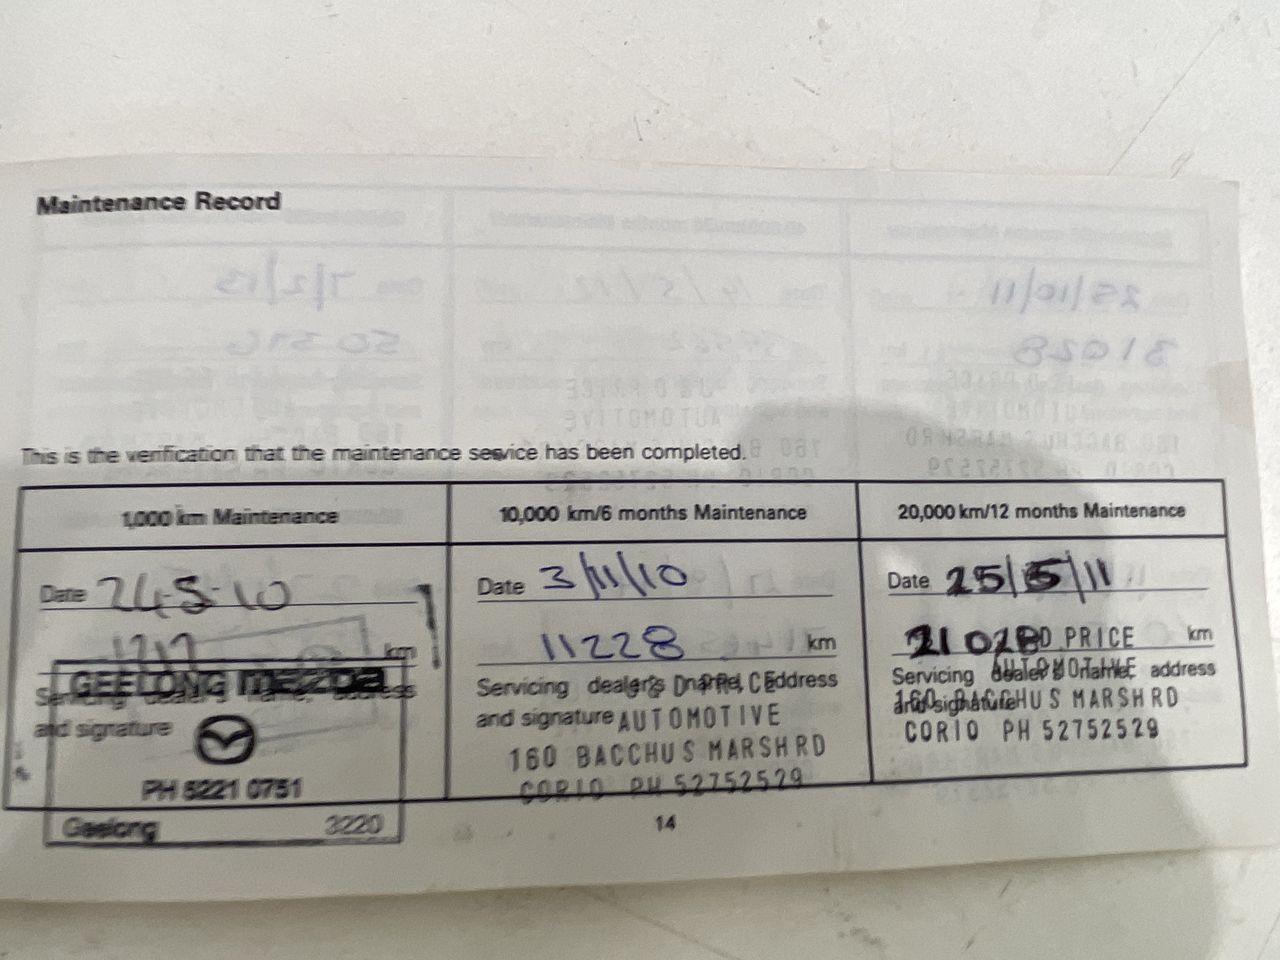 Maintenance Record
This is the verification that the maintenance service has been completed.
1,000 km Maintenance
Date 24-5-10
1217 km
Servicing dealer's name, address
and signature
GEELONG mazda
PH 5221 0751
Geelong 3220
10,000 km/6 months Maintenance
Date 3/11/10
11228 km
Servicing dealer's name, address
and signature
D PRICE
AUTOMOTIVE
160 BACCHUS MARSH RD
CORIO PH 52752529
20,000 km/12 months Maintenance
Date 25/5/11
21028 km
Servicing dealer's name, address
and signature
D PRICE
AUTOMOTIVE
160 BACCHUS MARSH RD
CORIO PH 52752529
14